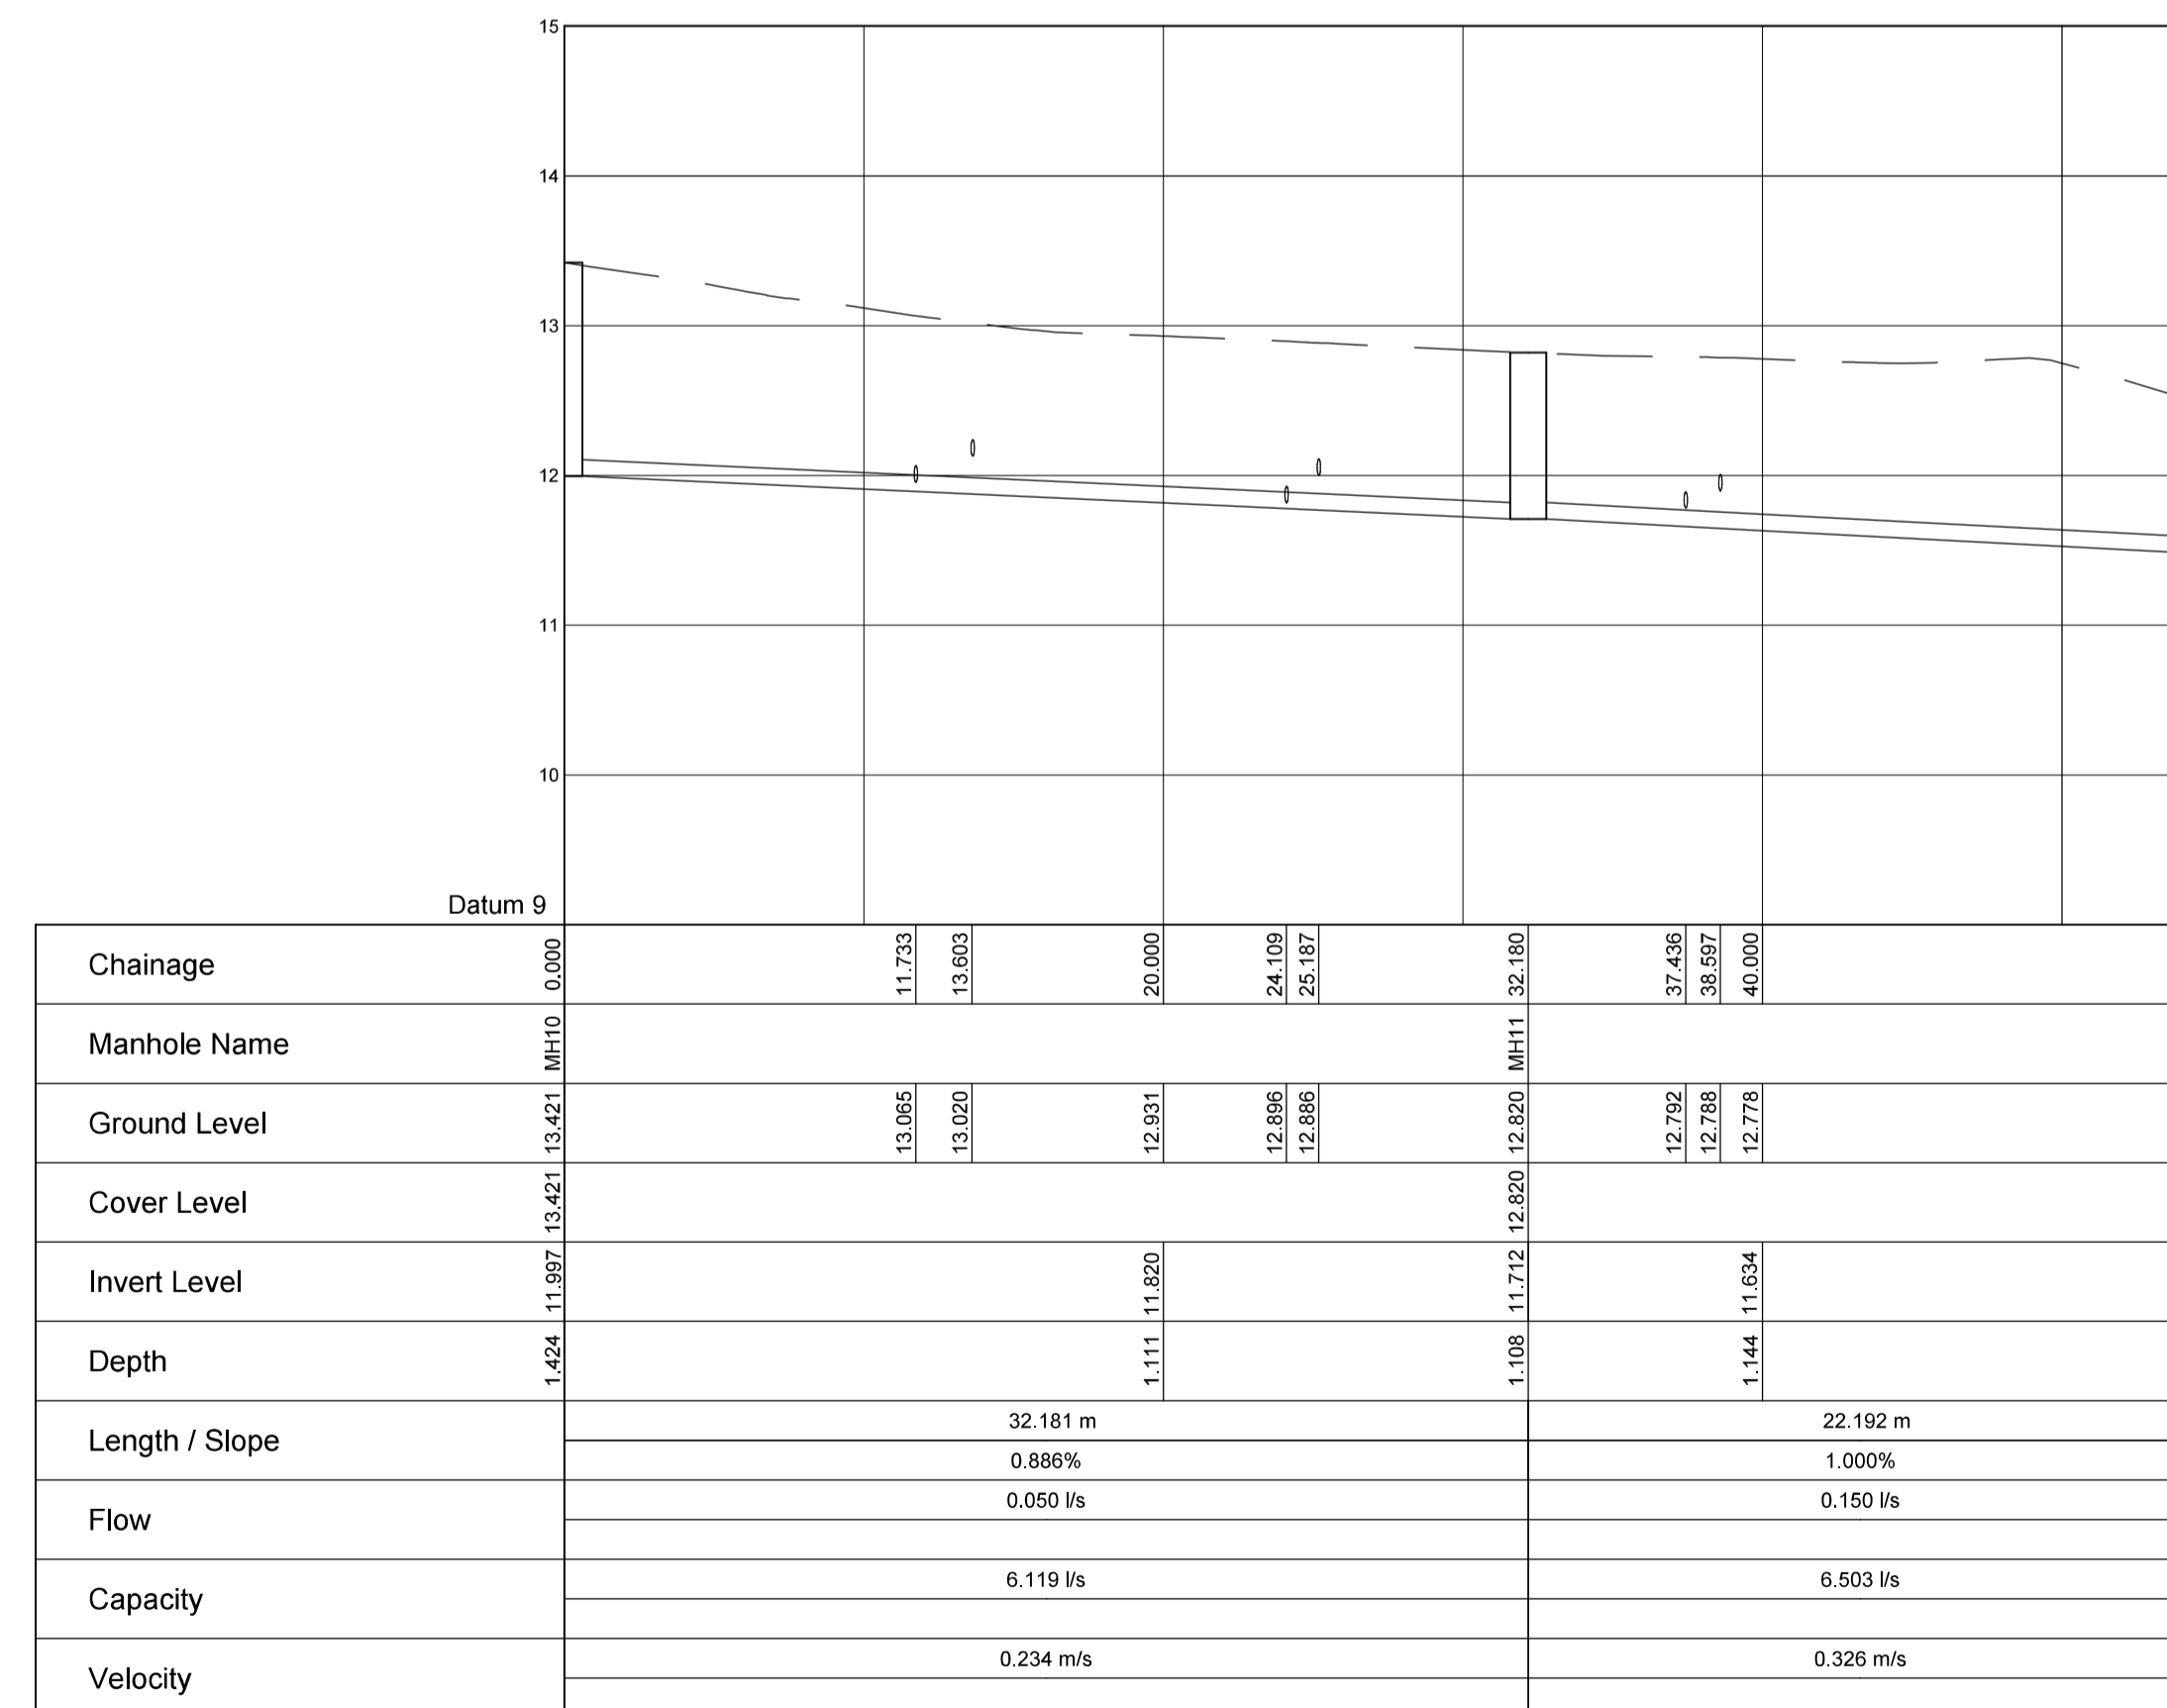 15
14
13
12
11
10
Datum 9
Chainage 0.000 11.733 13.603 20.000 24.109 25.187 32.180 37.436 38.597 40.000
Manhole Name MH10 MH11
Ground Level 13.421 13.065 13.020 12.931 12.896 12.886 12.820 12.792 12.788 12.778
Cover Level 13.421 12.820
Invert Level 11.997 11.820 11.712 11.634
Depth 1.424 1.111 1.108 1.144
Length / Slope
32.181 m 22.192 m
0.886% 1.000%
Flow
0.050 l/s 0.150 l/s
Capacity
6.119 l/s 6.503 l/s
Velocity
0.234 m/s 0.326 m/s